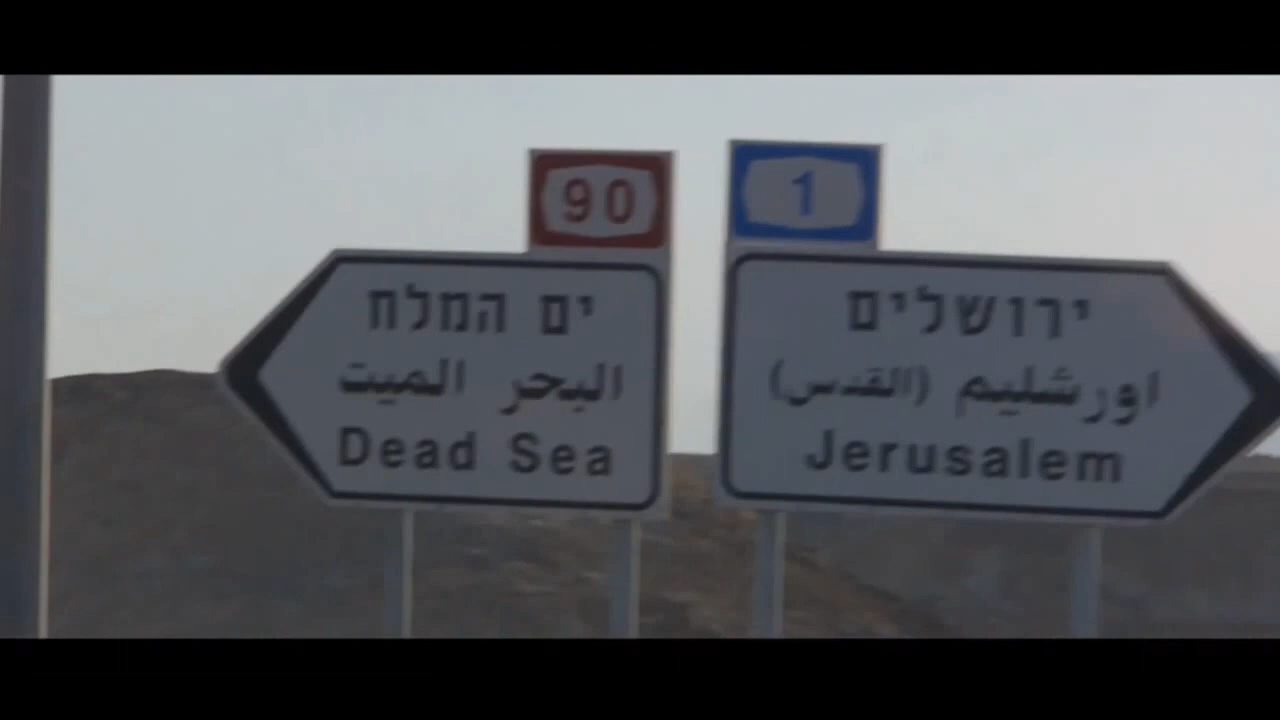 90
ים המלח
البحر الميت
Dead Sea
1
ירושלים
اورشليم (القدس)
Jerusalem